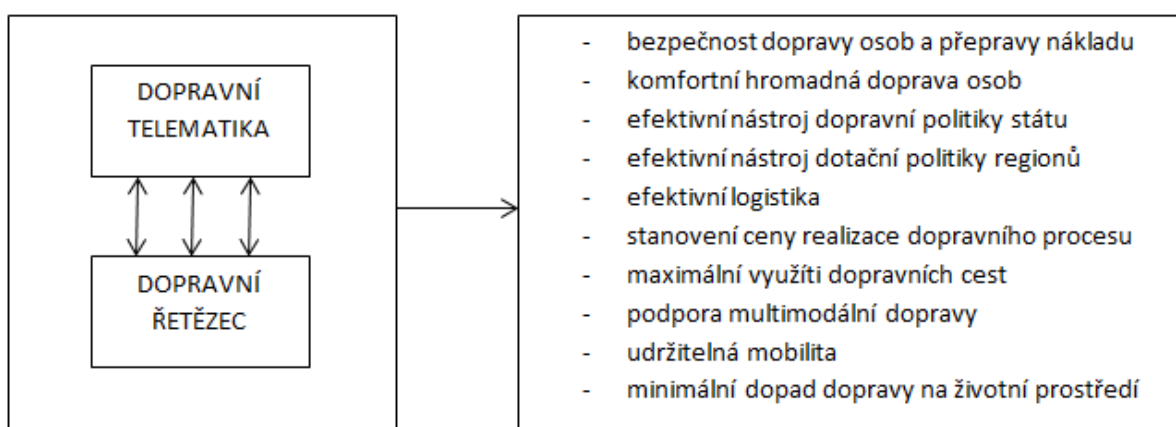 DOPRAVNÍ
TELEMATIKA
DOPRAVNÍ
ŘETĚZEC
- bezpečnost dopravy osob a přepravy nákladu
- komfortní hromadná doprava osob
- efektivní nástroj dopravní politiky státu
- efektivní nástroj dotační politiky regionů
- efektivní logistika
- stanovení ceny realizace dopravního procesu
- maximální využíti dopravních cest
- podpora multimodální dopravy
- udržitelná mobilita
- minimální dopad dopravy na životní prostředí